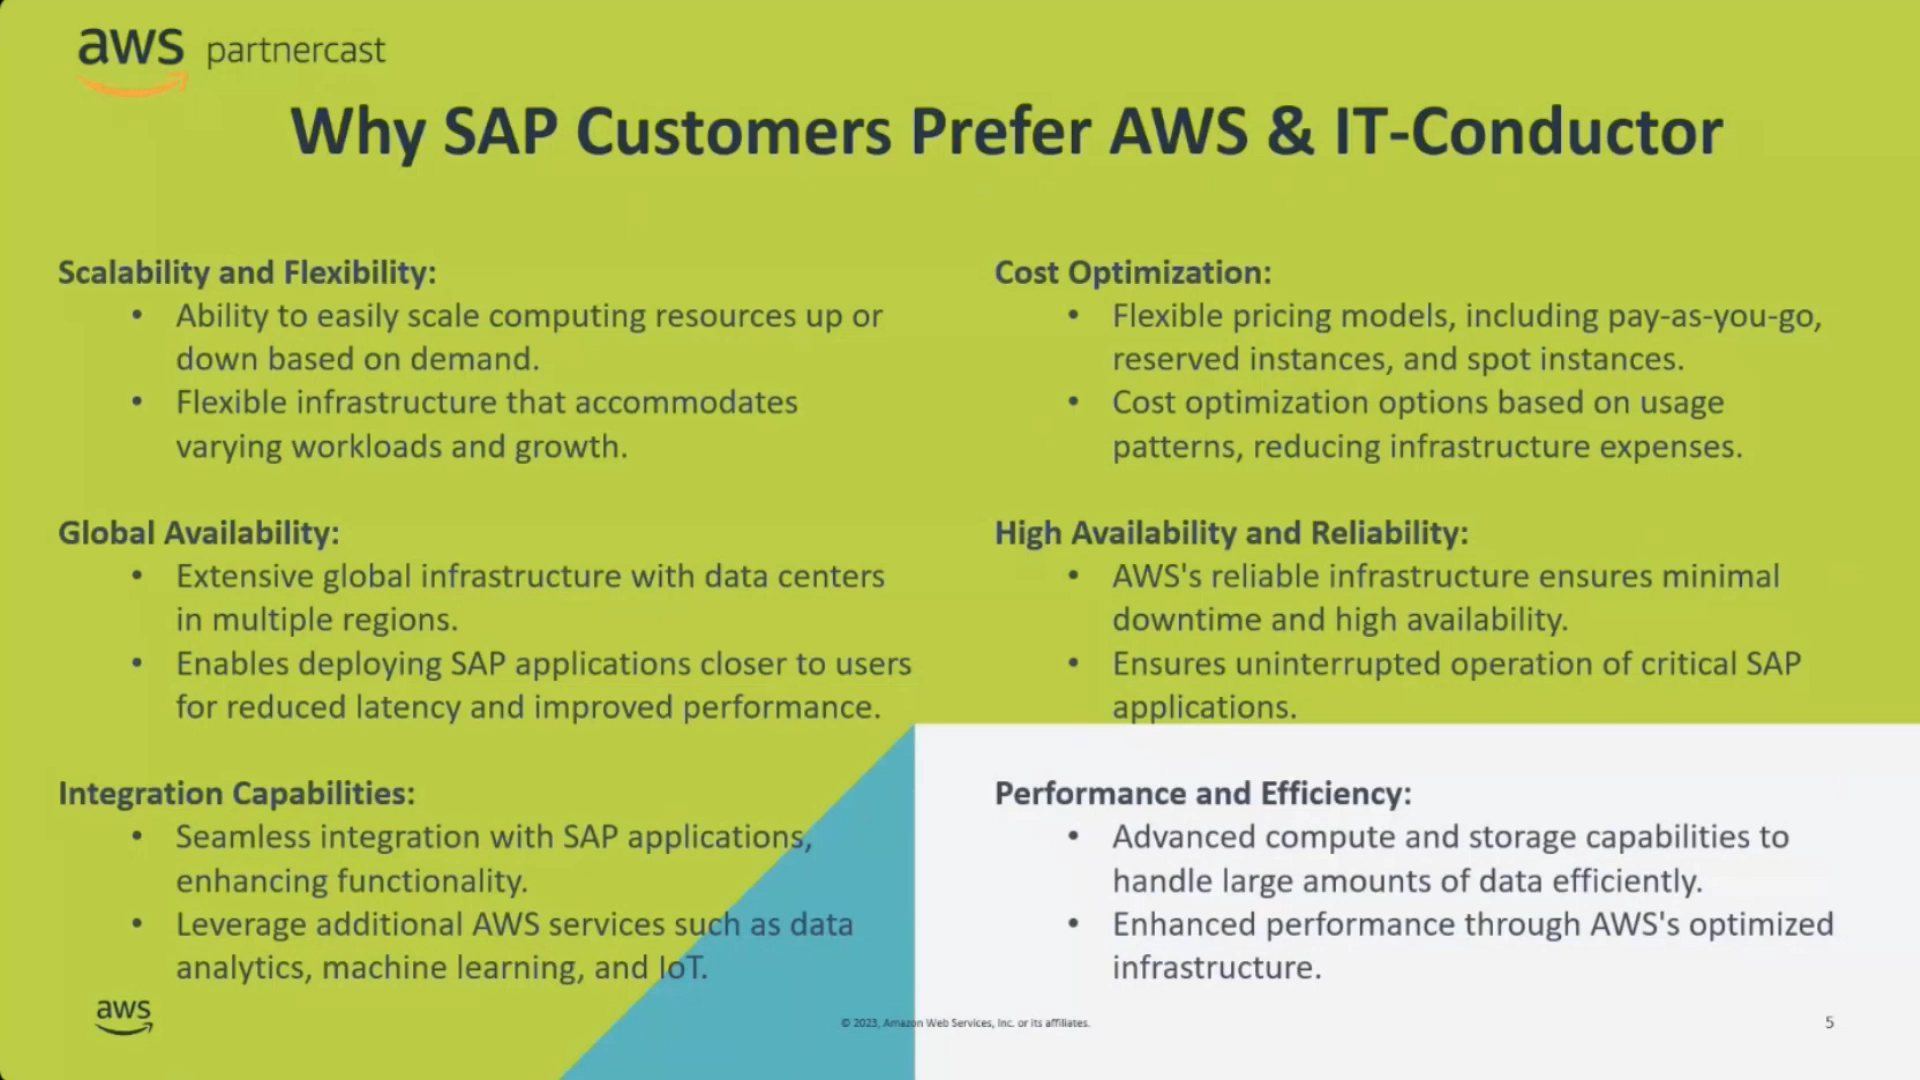 aws partnercast
Why SAP Customers Prefer AWS & IT-Conductor
Scalability and Flexibility:
• Ability to easily scale computing resources up or
down based on demand.
• Flexible infrastructure that accommodates
varying workloads and growth.
Global Availability:
• Extensive global infrastructure with data centers
in multiple regions.
• Enables deploying SAP applications closer to users
for reduced latency and improved performance.
Integration Capabilities:
• Seamless integration with SAP applications,
enhancing functionality.
• Leverage additional AWS services such as data
analytics, machine learning, and IoT.
Cost Optimization:
• Flexible pricing models, including pay-as-you-go,
reserved instances, and spot instances.
• Cost optimization options based on usage
patterns, reducing infrastructure expenses.
High Availability and Reliability:
• AWS's reliable infrastructure ensures minimal
downtime and high availability.
• Ensures uninterrupted operation of critical SAP
applications.
Performance and Efficiency:
• Advanced compute and storage capabilities to
handle large amounts of data efficiently.
• Enhanced performance through AWS's optimized
infrastructure.
aws
© 2023, Amazon Web Services, Inc. or its affiliates.
5